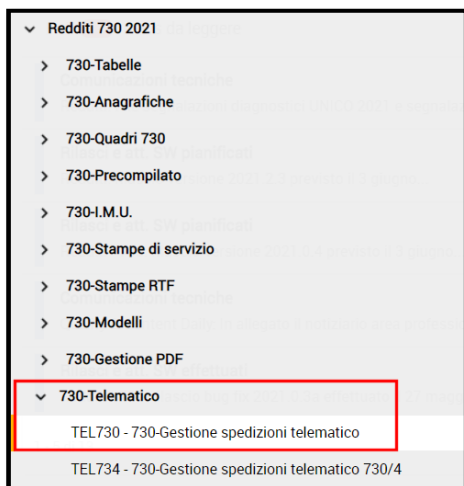 Redditi 730 2021
730-Tabelle
730-Anagrafiche
730-Quadri 730
730-Precompilato
730-I.M.U.
730-Stampe di servizio
730-Stampe RTF
730-Modelli
730-Gestione PDF
730-Telematico
TEL730 - 730-Gestione spedizioni telematico
TEL734 - 730-Gestione spedizioni telematico 730/4